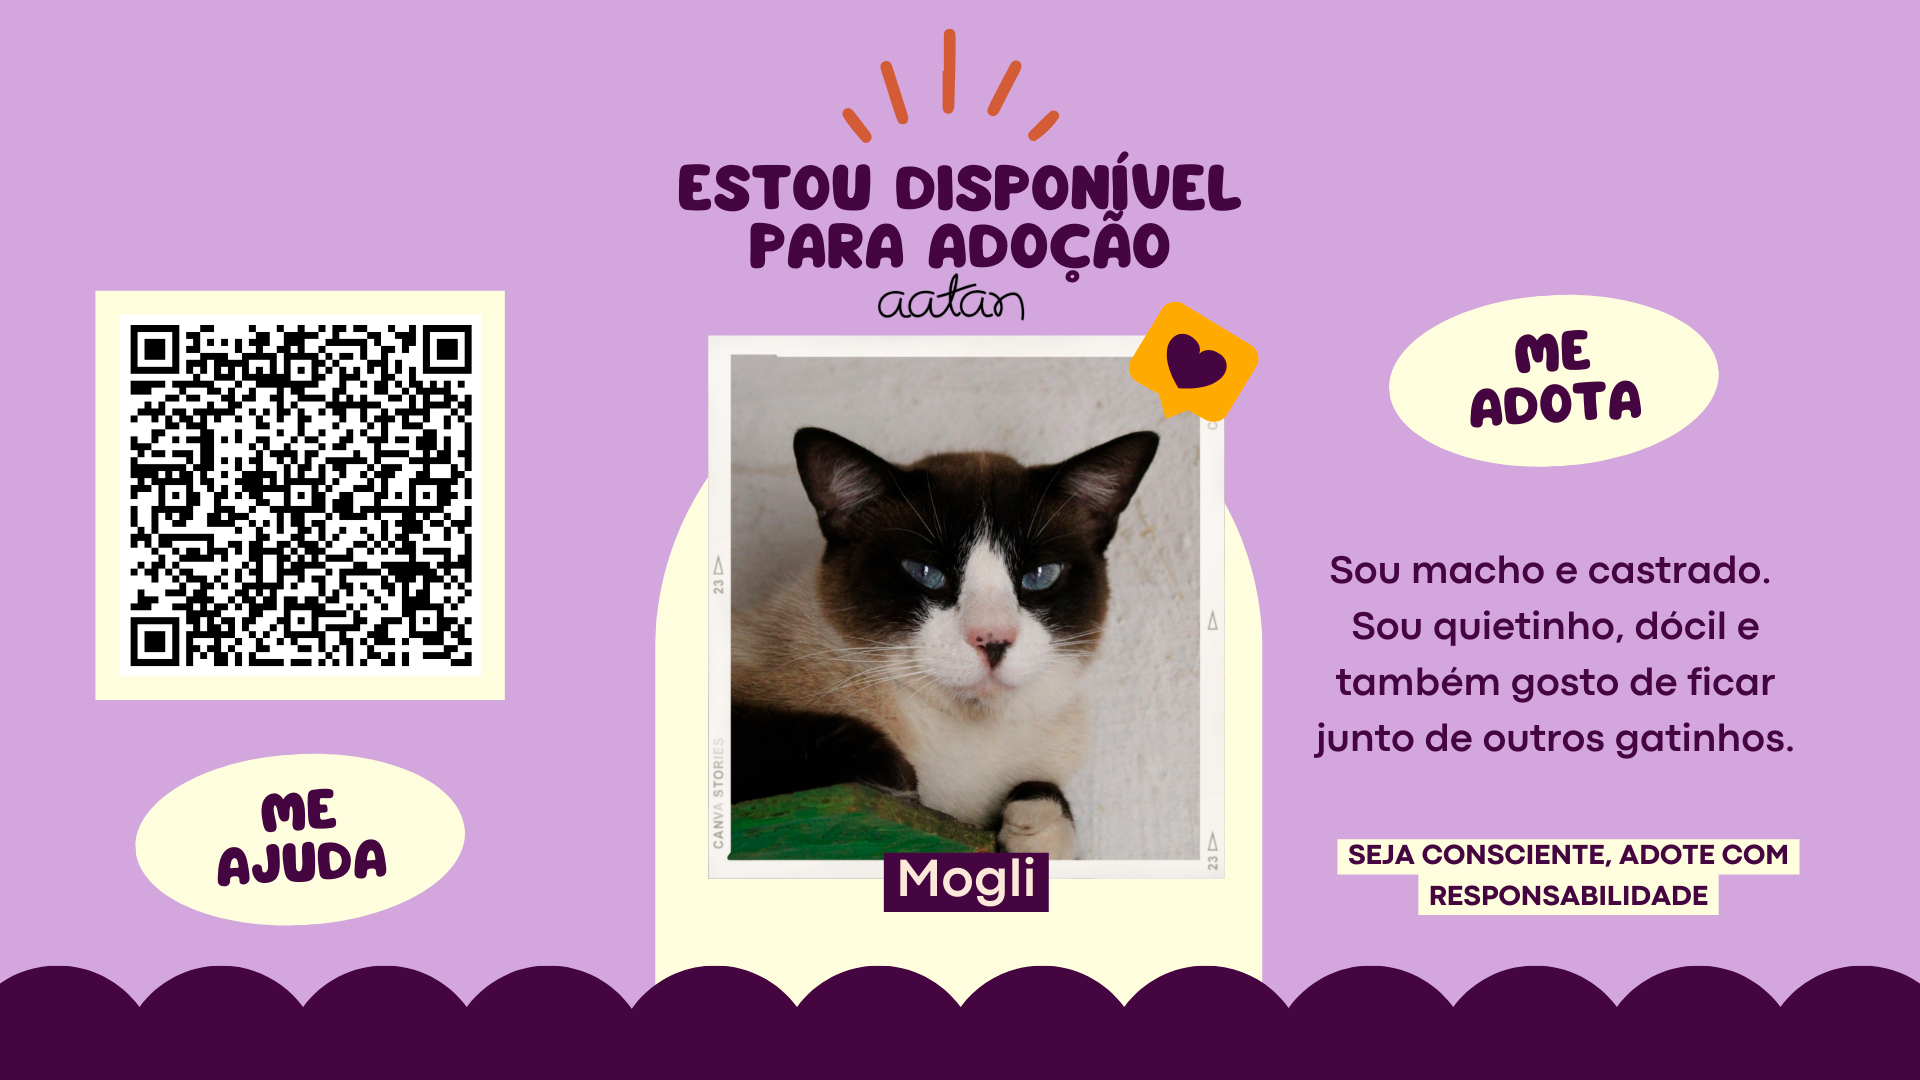 ESTOU DISPONÍVEL
PARA ADOÇÃO
aatan
ME
AJUDA
23
CANVA STORIES
23
Mogli
ME
ADOTA
Sou macho e castrado.
Sou quietinho, dócil e
também gosto de ficar
junto de outros gatinhos.
SEJA CONSCIENTE, ADOTE COM
RESPONSABILIDADE